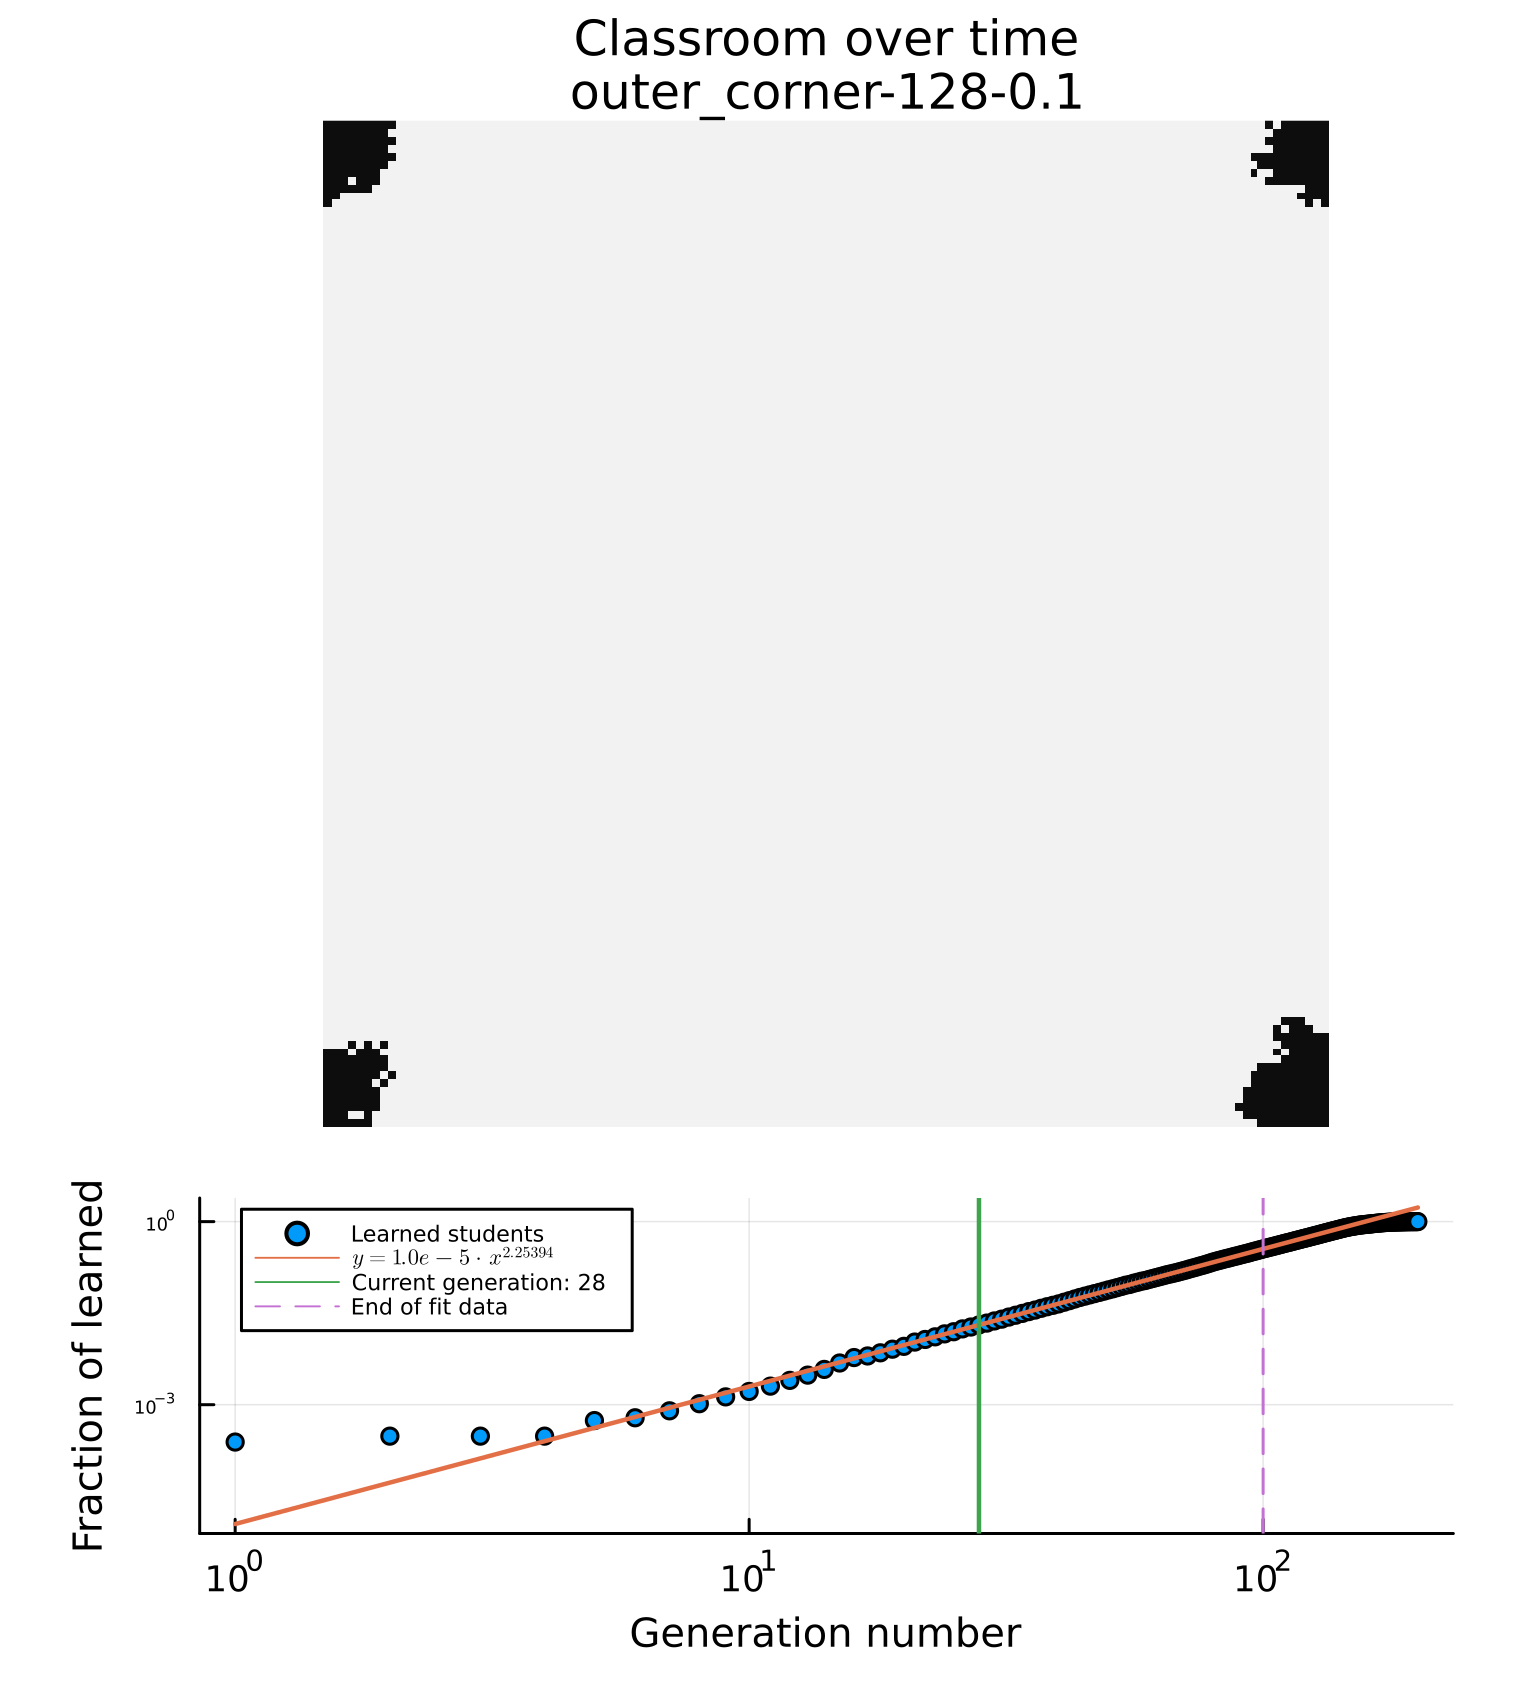 Classroom over time
outer_corner-128-0.1
Fraction of learned
10^0
10^-3
Learned students
y = 1.0e − 5 · x^2.25394
Current generation: 28
End of fit data
10^0
10^1
10^2
Generation number